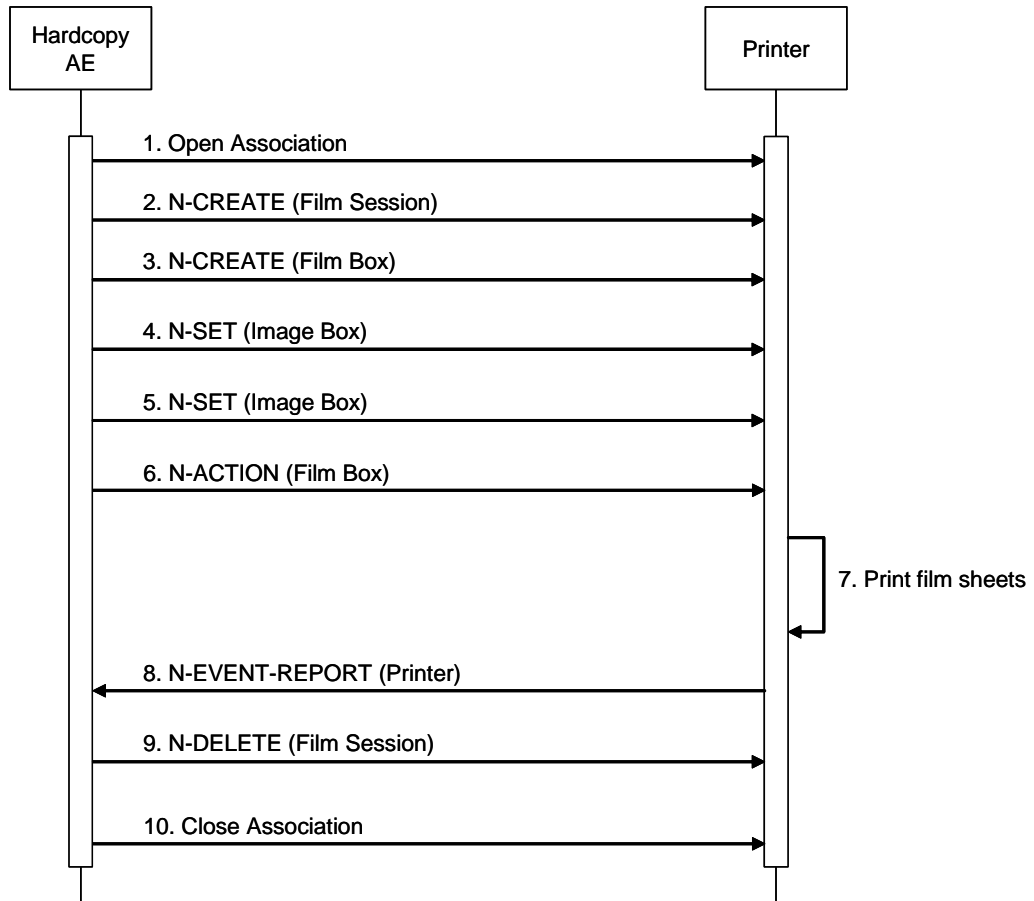 Hardcopy
AE
Printer
1. Open Association
2. N-CREATE (Film Session)
3. N-CREATE (Film Box)
4. N-SET (Image Box)
5. N-SET (Image Box)
6. N-ACTION (Film Box)
7. Print film sheets
8. N-EVENT-REPORT (Printer)
9. N-DELETE (Film Session)
10. Close Association